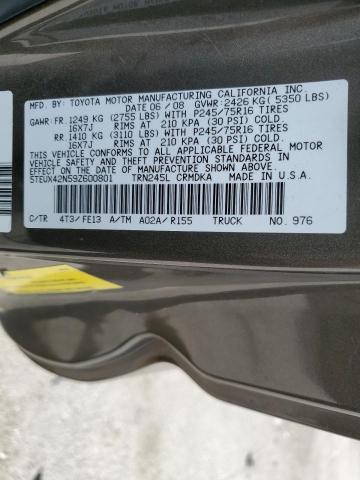 MFD. BY: TOYOTA MOTOR MANUFACTURING CALIFORNIA INC.
DATE 06 / 08 GVWR: 2426 KG ( 5350 LBS)
GAWR: FR. 1249 KG (2755 LBS) WITH P245/75R16 TIRES
16X7J RIMS AT 210 KPA (30 PSI) COLD.
RR. 1410 KG (3110 LBS) WITH P245/75R16 TIRES
16X7J RIMS AT 210 KPA (30 PSI) COLD.
THIS VEHICLE CONFORMS TO ALL APPLICABLE FEDERAL MOTOR
VEHICLE SAFETY AND BUMPER STANDARDS IN EFFECT ON THE
DATE OF MANUFACTURE SHOWN ABOVE. MADE IN U.S.A.
5TEUX42N59Z600801 TRN245L CRMDKA
C/TR 4T3/ FE13 A/TM A02A/ R155 TRUCK NO. 976